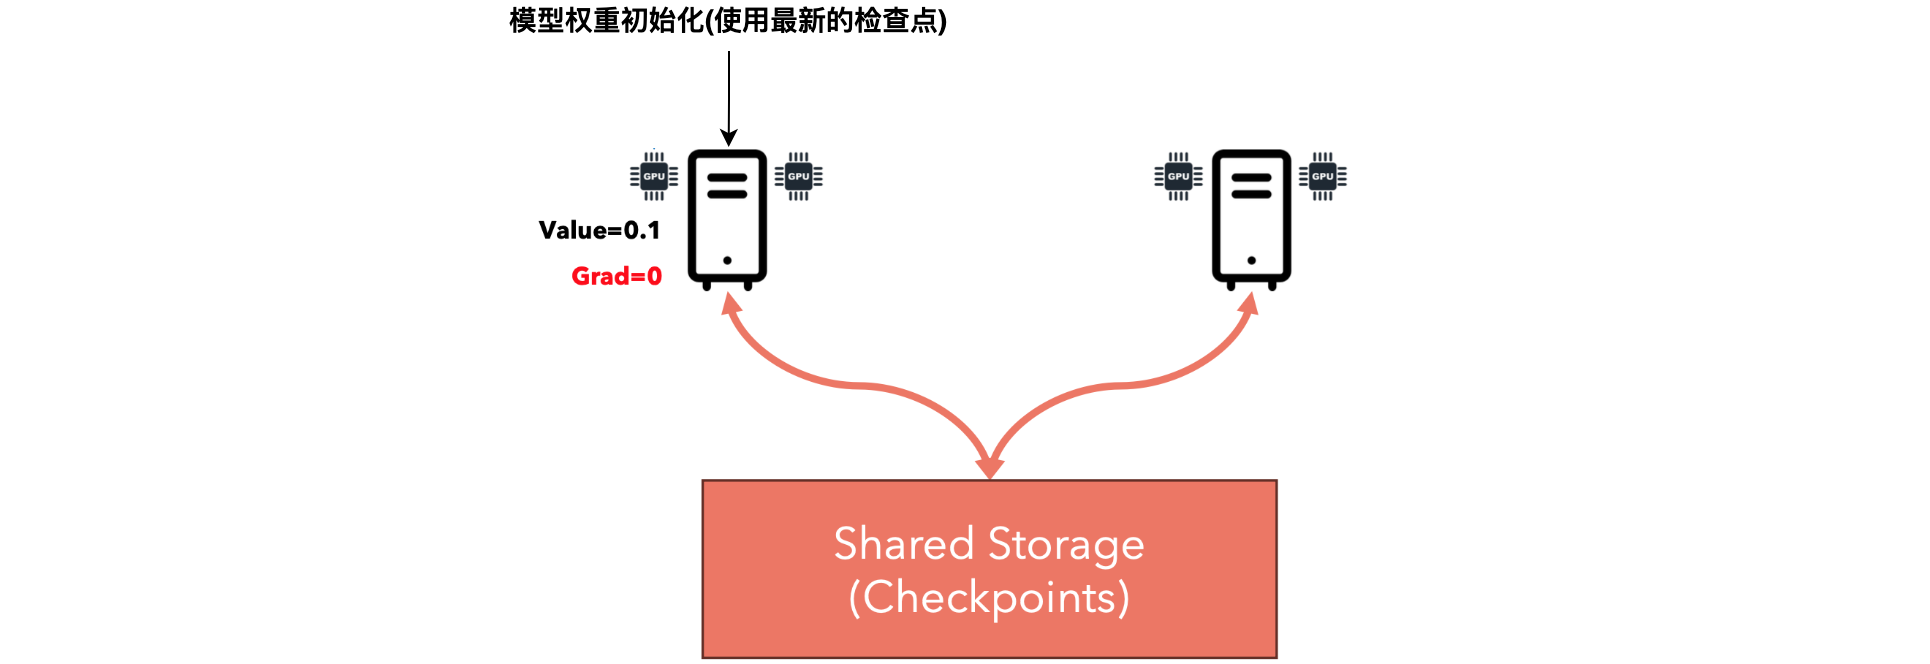 模型权重初始化(使用最新的检查点)
GPU
GPU
GPU
GPU
Value=0.1
Grad=0
Shared Storage
(Checkpoints)